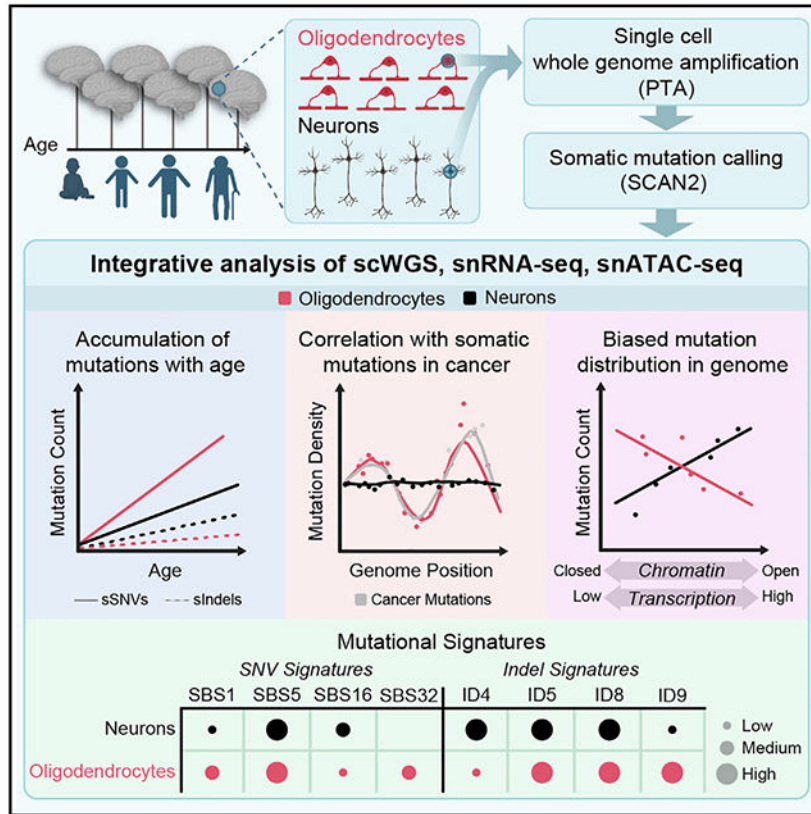 Oligodendrocytes
Neurons
Age
Single cell
whole genome amplification
(PTA)
Somatic mutation calling
(SCAN2)
Integrative analysis of scWGS, snRNA-seq, snATAC-seq
Oligodendrocytes Neurons
Accumulation of
mutations with age
Mutation Count
Age
sSNVs sIndels
Correlation with somatic
mutations in cancer
Mutation Density
Genome Position
Cancer Mutations
Biased mutation
distribution in genome
Mutation Count
Closed Chromatin Open
Low Transcription High
Mutational Signatures
SNV Signatures Indel Signatures
SBS1 SBS5 SBS16 SBS32 ID4 ID5 ID8 ID9
Neurons
Oligodendrocytes
Low
Medium
High